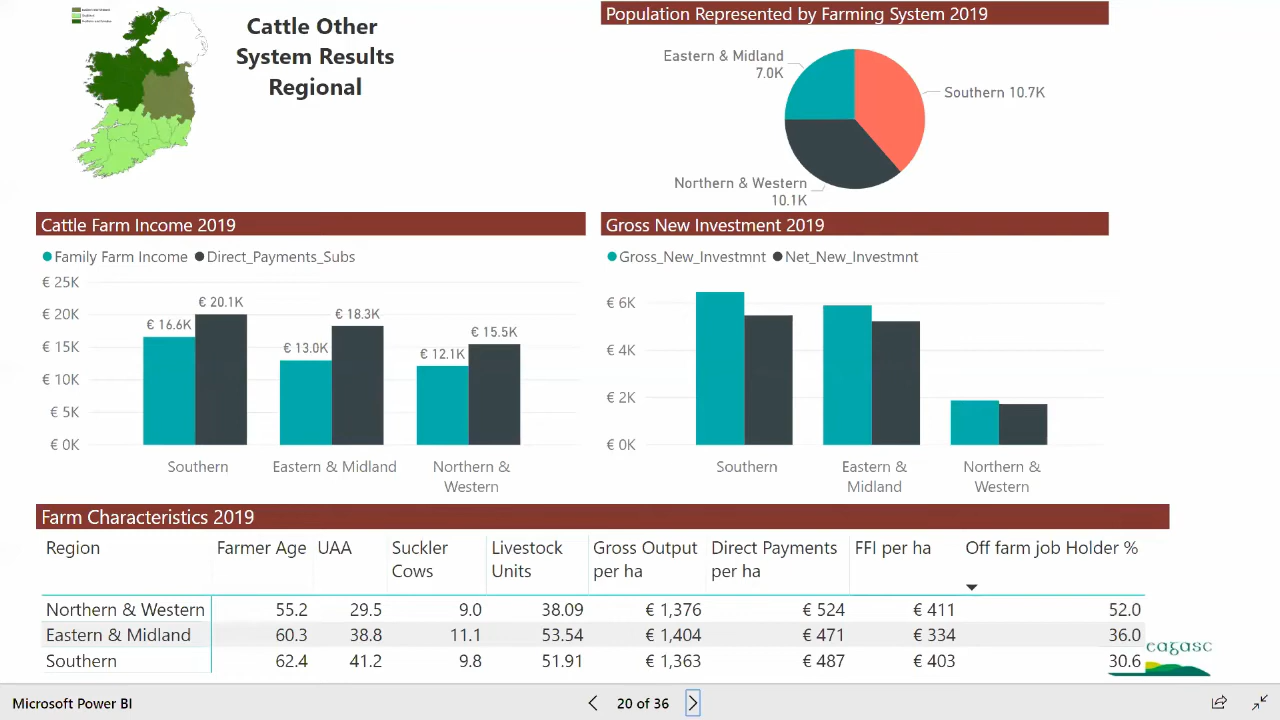 Cattle Other
System Results
Regional
Population Represented by Farming System 2019
Eastern & Midland
7.0K
Southern 10.7K
Northern & Western
10.1K
Cattle Farm Income 2019
Family Farm Income Direct_Payments_Subs
€ 25K
€ 20K
€ 15K
€ 10K
€ 5K
€ 0K
€ 16.6K € 20.1K
€ 13.0K € 18.3K
€ 12.1K € 15.5K
Southern Eastern & Midland Northern &
Western
Gross New Investment 2019
Gross_New_Investmnt Net_New_Investmnt
€ 6K
€ 4K
€ 2K
€ 0K
Southern Eastern & Northern &
Midland Western
Farm Characteristics 2019
Region Farmer Age UAA Suckler Livestock Gross Output Direct Payments FFI per ha Off farm job Holder %
Cows Units per ha per ha
Northern & Western 55.2 29.5 9.0 38.09 € 1,376 € 524 € 411 52.0
Eastern & Midland 60.3 38.8 11.1 53.54 € 1,404 € 471 € 334 36.0
Southern 62.4 41.2 9.8 51.91 € 1,363 € 487 € 403 30.6
eagasc
Microsoft Power BI 20 of 36